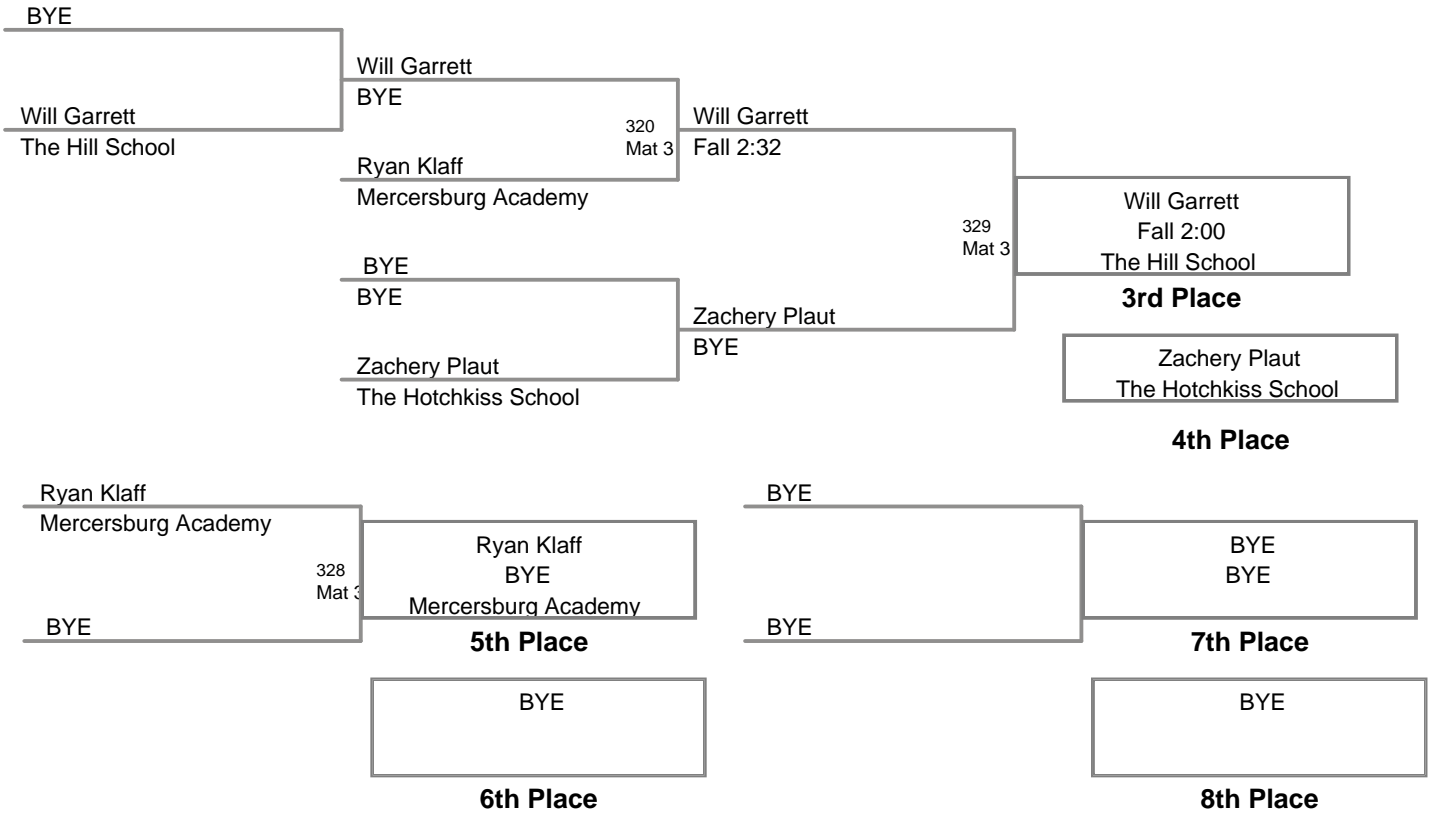 BYE
Will Garrett
The Hill School
Will Garrett
BYE
320
Mat 3
Ryan Klaff
Mercersburg Academy
Will Garrett
Fall 2:32
BYE
BYE
Zachery Plaut
The Hotchkiss School
Zachery Plaut
BYE
329
Mat 3
Will Garrett
Fall 2:00
The Hill School
3rd Place
Zachery Plaut
The Hotchkiss School
4th Place
Ryan Klaff
Mercersburg Academy
328
Mat 3
BYE
Ryan Klaff
BYE
Mercersburg Academy
5th Place
BYE
6th Place
BYE
BYE
BYE
BYE
7th Place
BYE
8th Place